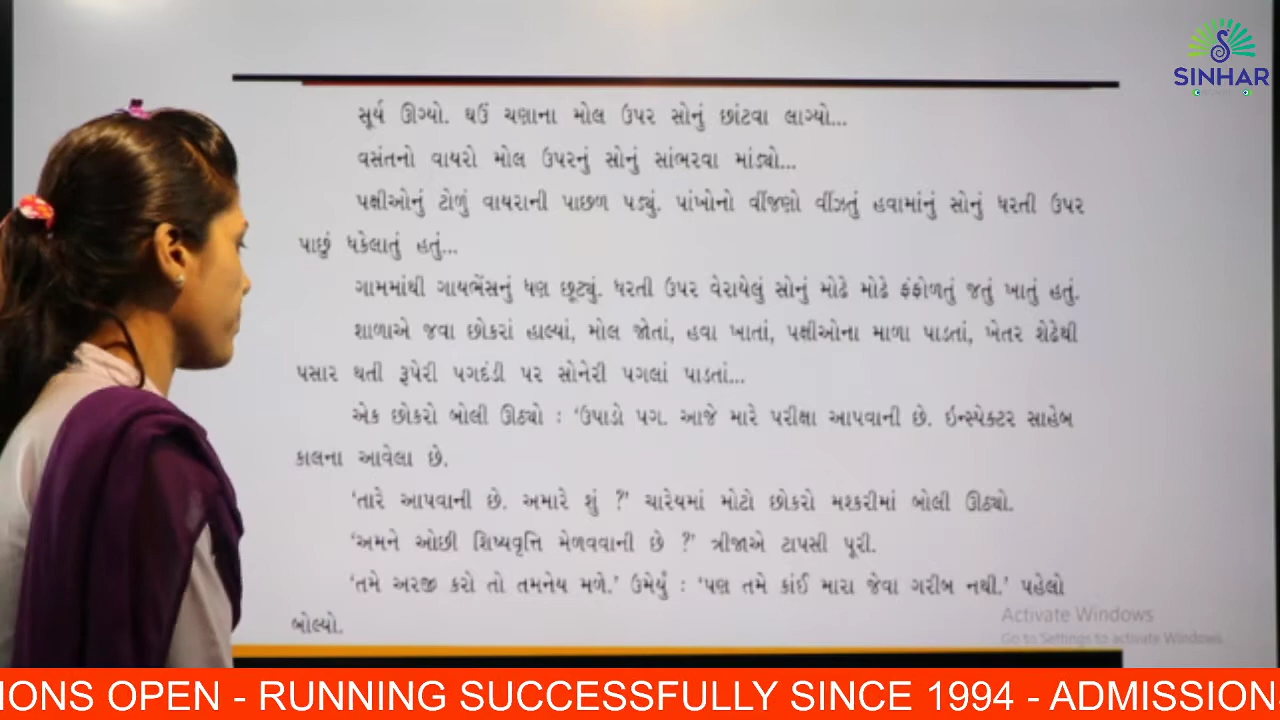 SINHAR
સૂર્ય ઊગ્યો. ઘઉં ચણાના મોલ ઉપર સોનું છાંટવા લાગ્યો...
વસંતનો વાયરો મોલ ઉપરનું સોનું સાંભરવા માંડ્યો...
પક્ષીઓનું ટોળું વાયરાની પાછળ પડ્યું. પાંખોનો વીંજણો વીંઝતું હવામાંનું સોનું ધરતી ઉપર
પાછું ધકેલાતું હતું...
ગામમાંથી ગાયભેંસનું ધણ છૂટ્યું. ધરતી ઉપર વેરાયેલું સોનું મોઢે મોઢે ફંફોળતું જતું ખાતું હતું.
શાળાએ જવા છોકરાં હાલ્યાં, મોલ જોતાં, હવા ખાતાં, પક્ષીઓના માળા પાડતાં, ખેતર શેઢેથી
પસાર થતી રૂપેરી પગદંડી પર સોનેરી પગલાં પાડતાં...
એક છોકરો બોલી ઊઠ્યો : ‘ઉપાડો પગ. આજે મારે પરીક્ષા આપવાની છે. ઇન્સ્પેક્ટર સાહેબ
કાલના આવેલા છે.
‘તારે આપવાની છે. અમારે શું ?’ ચારેયમાં મોટો છોકરો મશ્કરીમાં બોલી ઊઠ્યો.
‘અમને ઓછી શિષ્યવૃત્તિ મેળવવાની છે ?’ ત્રીજાએ ટાપસી પૂરી.
‘તમે અરજી કરો તો તમનેય મળે.’ ઉમેર્યું : ‘પણ તમે કાંઈ મારા જેવા ગરીબ નથી.’ પહેલો
બોલ્યો.
Activate Windows
Go to Settings to activate Windows.
IONS OPEN - RUNNING SUCCESSFULLY SINCE 1994 - ADMISSION